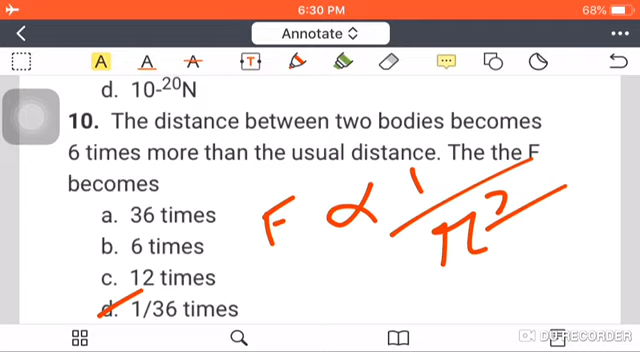 6:30 PM
68%
Annotate
A A A T
d. 10-²⁰N
10. The distance between two bodies becomes
6 times more than the usual distance. The the F
becomes
a. 36 times
b. 6 times
c. 12 times
d. 1/36 times
F ∝ 1/r²
DU RECORDER